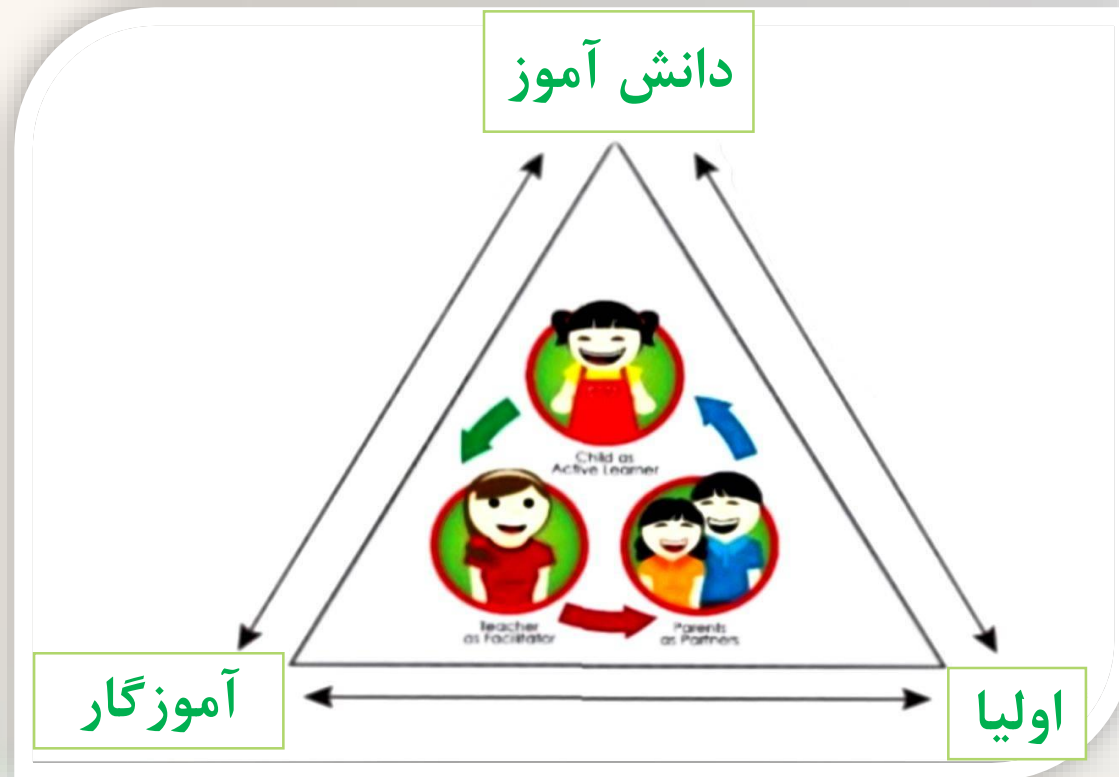 دانش آموز
Child as
Active Learner
Teacher
as Facilitator
Parents
as Partners
آموزگار
اولیا